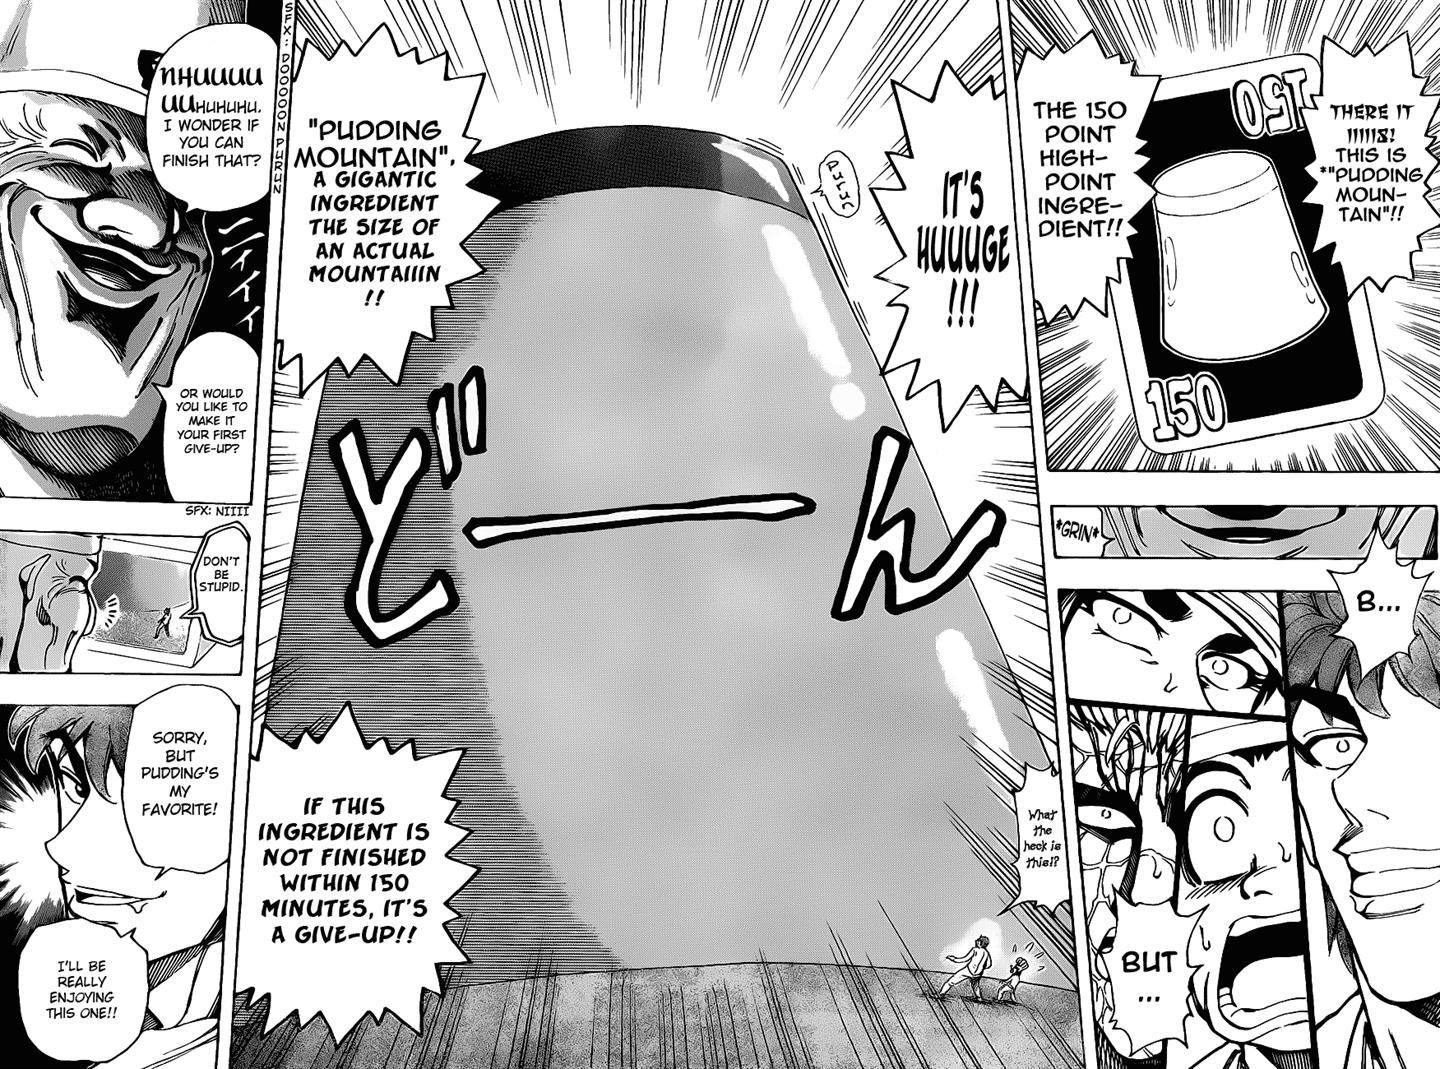 THERE IT
IIIIIS!
THIS IS
*"PUDDING
MOUN-
TAIN"!!
THE 150
POINT
HIGH-
POINT
INGRE-
DIENT!!
150
150
*GRIN*
B...
BUT
...
IT'S
HUUUGE
!!!
PURUN
"PUDDING
MOUNTAIN".
A GIGANTIC
INGREDIENT
THE SIZE OF
AN ACTUAL
MOUNTAIIIN
!!
SFX: DOOOOON PURUN
ど
ー
ん
What
the
heck is
this!?
IF THIS
INGREDIENT IS
NOT FINISHED
WITHIN 150
MINUTES, IT'S
A GIVE-UP!!
NHUUUU
UUHUHUHU.
I WONDER IF
YOU CAN
FINISH THAT?
ニィィィ
OR WOULD
YOU LIKE TO
MAKE IT
YOUR FIRST
GIVE-UP?
SFX: NIIII
DON'T
BE
STUPID.
SORRY,
BUT
PUDDING'S
MY
FAVORITE!
I'LL BE
REALLY
ENJOYING
THIS ONE!!